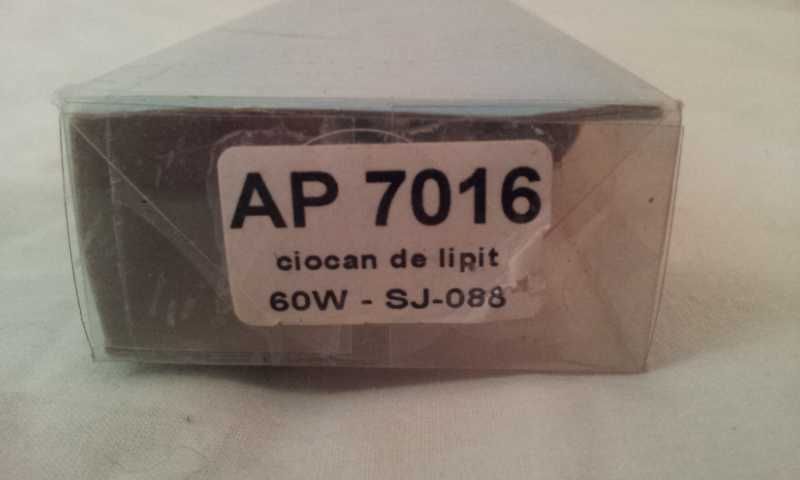 AP 7016
ciocan de lipit
60W - SJ-088